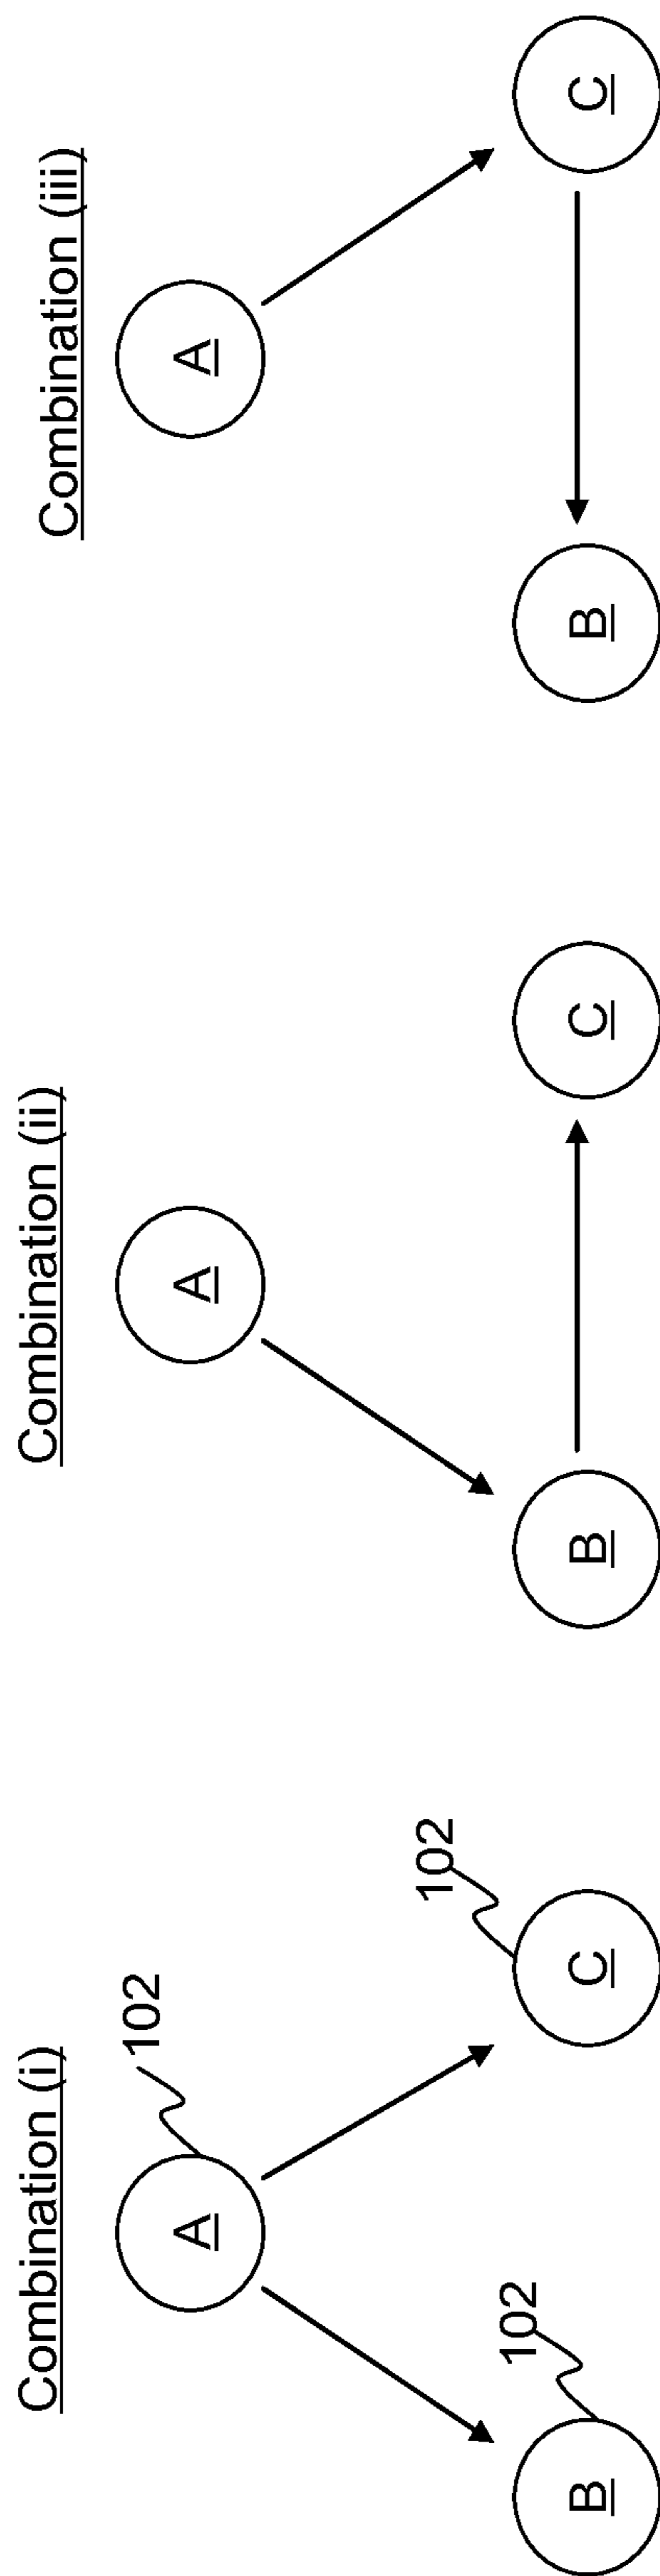 Combination (i)
A
102
B
102
C
102
Combination (ii)
A
B
C
Combination (iii)
A
B
C